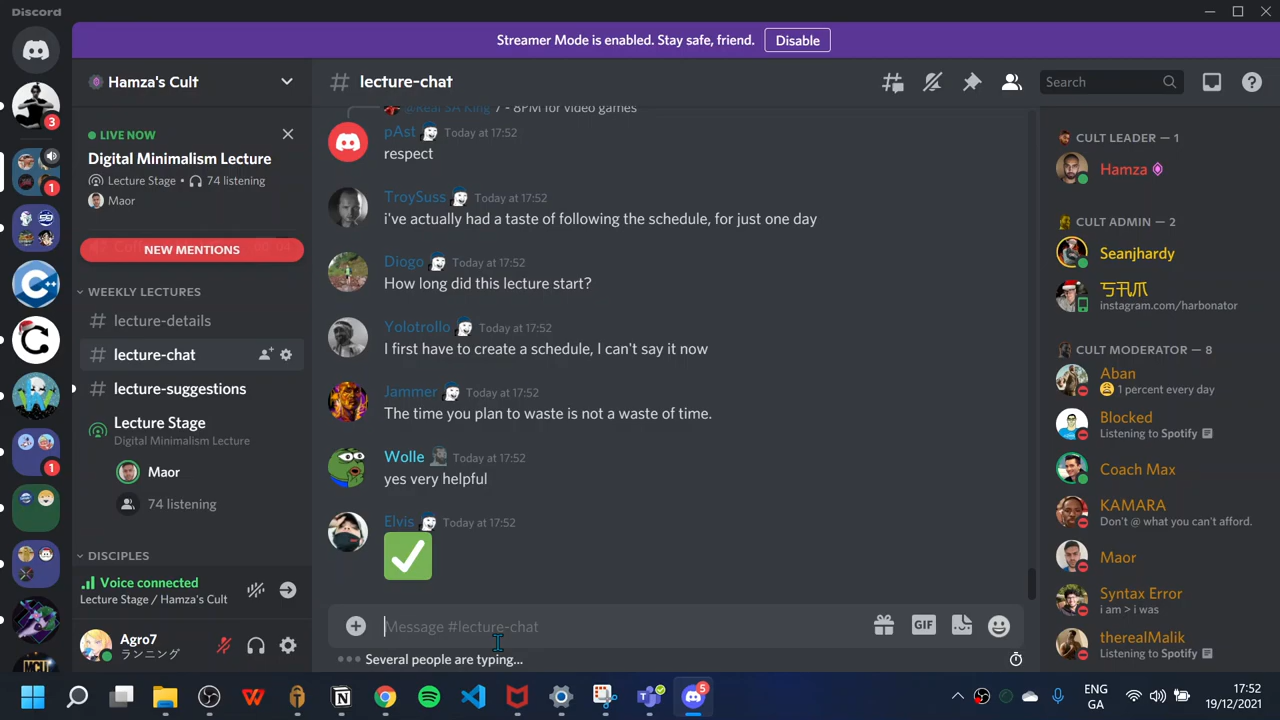 Discord
Streamer Mode is enabled. Stay safe, friend.
Disable
3
1
1
Hamza's Cult
LIVE NOW
Digital Minimalism Lecture
Lecture Stage • 74 listening
Maor
NEW MENTIONS
WEEKLY LECTURES
# lecture-details
# lecture-chat
# lecture-suggestions
Lecture Stage
Digital Minimalism Lecture
Maor
74 listening
DISCIPLES
Voice connected
Lecture Stage / Hamza's Cult
Agro7
ランニング
MCU
# lecture-chat
Search
@Real SA King 7 - 8PM for video games
pAst Today at 17:52
respect
TroySuss Today at 17:52
i've actually had a taste of following the schedule, for just one day
Diogo Today at 17:52
How long did this lecture start?
Yolotrollo Today at 17:52
I first have to create a schedule, I can't say it now
Jammer Today at 17:52
The time you plan to waste is not a waste of time.
Wolle Today at 17:52
yes very helpful
Elvis Today at 17:52
Message #lecture-chat
GIF
Several people are typing...
CULT LEADER — 1
Hamza
CULT ADMIN — 2
Seanjhardy
instagram.com/harbonator
CULT MODERATOR — 8
Aban
1 percent every day
Blocked
Listening to Spotify
Coach Max
KAMARA
Don't @ what you can't afford.
Maor
Syntax Error
i am > i was
therealMalik
Listening to Spotify
5
ENG
GA
17:52
19/12/2021